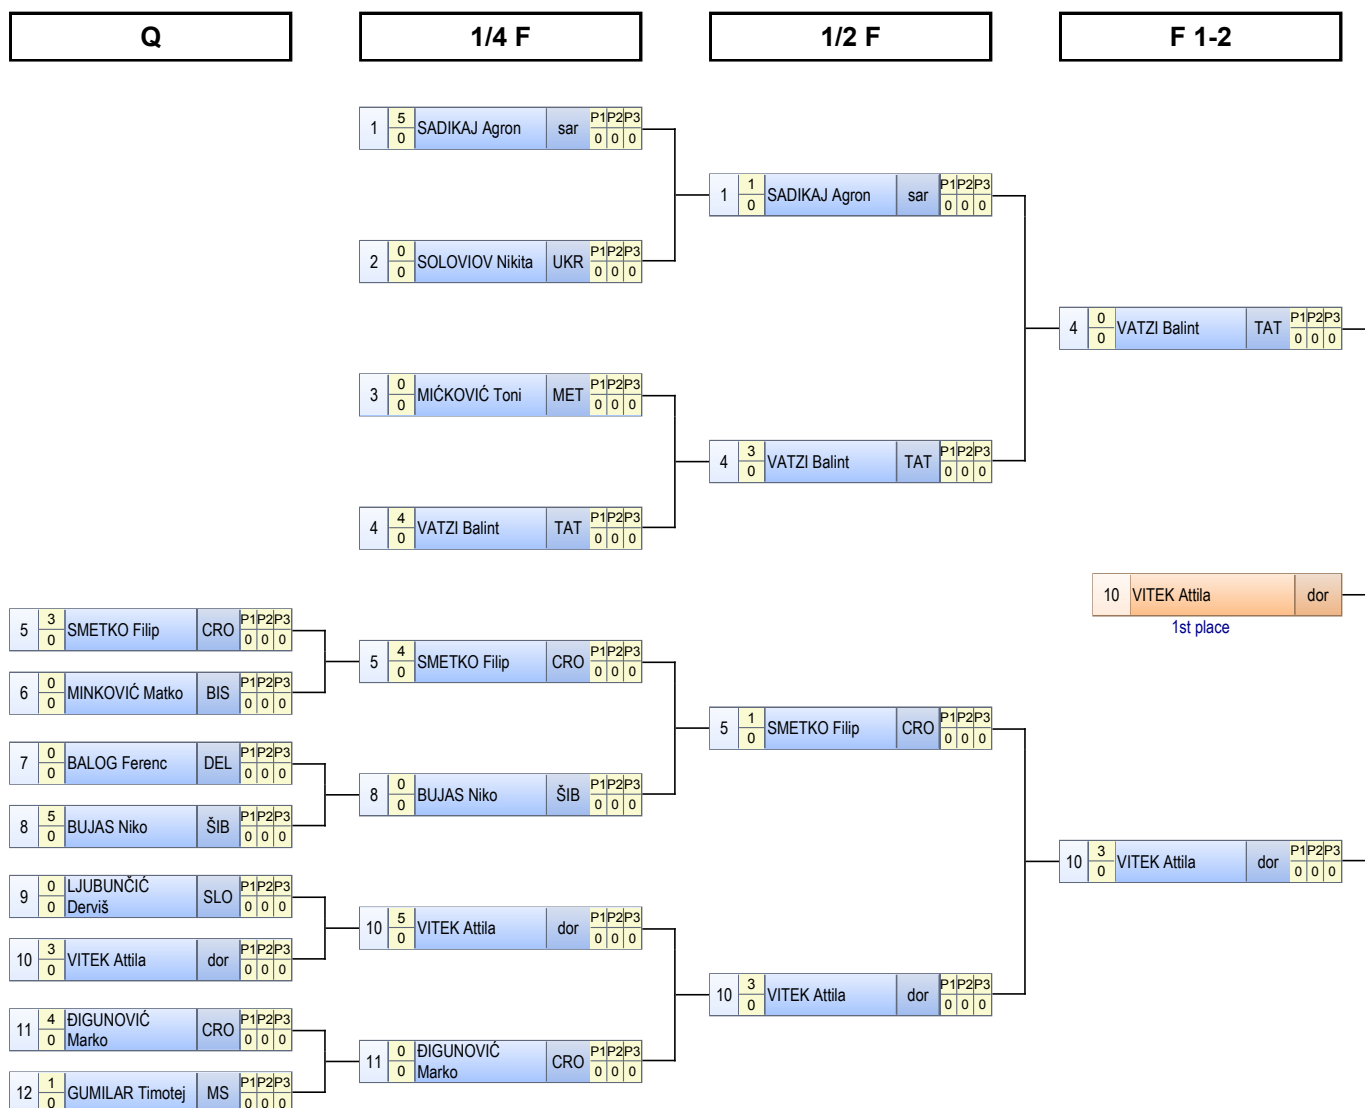 Q
1/4 F
1/2 F
F 1-2
1 5 SADIKAJ Agron sar P1 P2 P3
0 0 0 0
1 1 SADIKAJ Agron sar P1 P2 P3
0 0 0 0
2 0 SOLOVIOV Nikita UKR P1 P2 P3
0 0 0 0
4 0 VATZI Balint TAT P1 P2 P3
0 0 0 0
3 0 MIĆKOVIĆ Toni MET P1 P2 P3
0 0 0 0
4 3 VATZI Balint TAT P1 P2 P3
0 0 0 0
4 4 VATZI Balint TAT P1 P2 P3
0 0 0 0
10 VITEK Attila dor
1st place
5 3 SMETKO Filip CRO P1 P2 P3
0 0 0 0
5 4 SMETKO Filip CRO P1 P2 P3
0 0 0 0
6 0 MINKOVIĆ Matko BIS P1 P2 P3
0 0 0 0
5 1 SMETKO Filip CRO P1 P2 P3
0 0 0 0
7 0 BALOG Ferenc DEL P1 P2 P3
0 0 0 0
8 0 BUJAS Niko ŠIB P1 P2 P3
0 0 0 0
8 5 BUJAS Niko ŠIB P1 P2 P3
0 0 0 0
10 3 VITEK Attila dor P1 P2 P3
0 0 0 0
9 0 LJUBUNČIĆ SLO P1 P2 P3
0 Derviš 0 0 0
10 5 VITEK Attila dor P1 P2 P3
0 0 0 0
10 3 VITEK Attila dor P1 P2 P3
0 0 0 0
10 3 VITEK Attila dor P1 P2 P3
0 0 0 0
11 4 ĐIGUNOVIĆ CRO P1 P2 P3
0 Marko 0 0 0
11 0 ĐIGUNOVIĆ CRO P1 P2 P3
0 Marko 0 0 0
12 1 GUMILAR Timotej MS P1 P2 P3
0 0 0 0